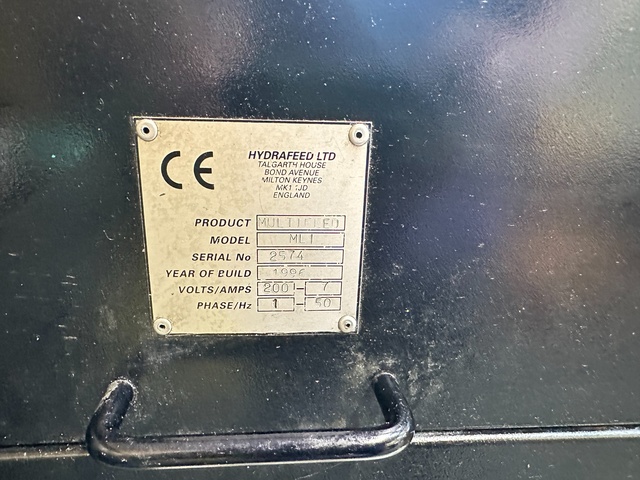 CE
HYDRAFEED LTD
TALGARTH HOUSE
BOND AVENUE
MILTON KEYNES
MK1 1JD
ENGLAND
PRODUCT MULTIFEED
MODEL
SERIAL No 2574
YEAR OF BUILD 1996
VOLTS/AMPS 200 - 7
PHASE/Hz 1 - 50